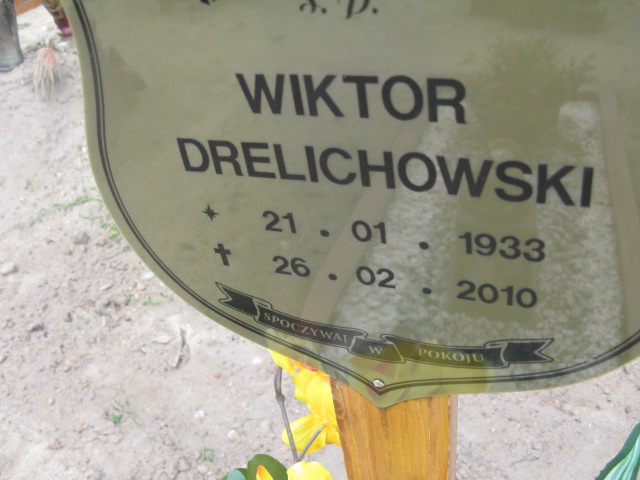 Ś. P.
WIKTOR
DRELICHOWSKI
21 . 01 . 1933
✝ 26 . 02 . 2010
SPOCZYWAJ W POKOJU